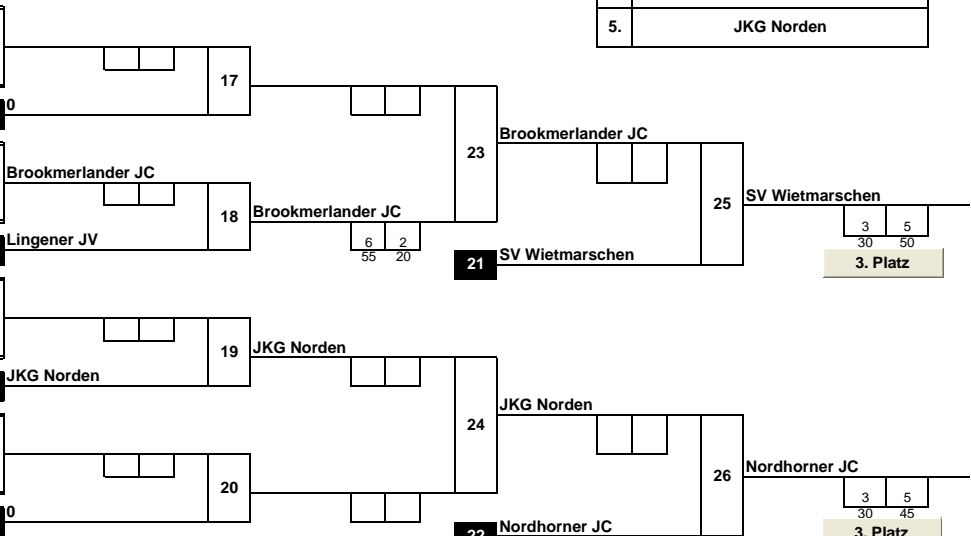 5. JKG Norden
17
0
Brookmerlander JC
23
Brookmerlander JC
SV Wietmarschen
25
18
Brookmerlander JC
3 5
Lingener JV
6 2
30 50
55 20
SV Wietmarschen
21
3. Platz
19
JKG Norden
JKG Norden
JKG Norden
24
Nordhorner JC
26
20
3 5
0
30 45
Nordhorner JC
22
3. Platz